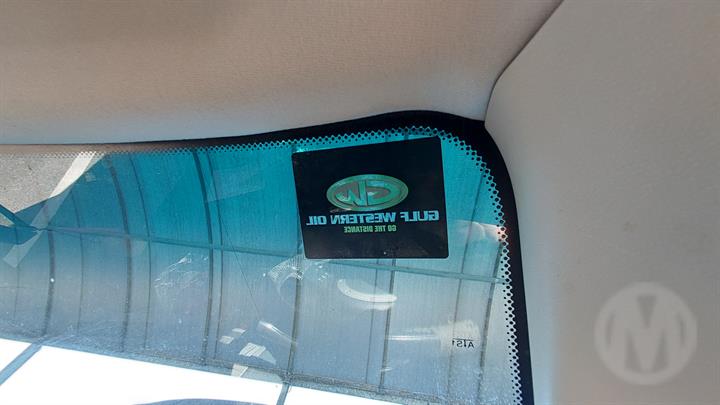 GW
GULF WESTERN OIL
GO THE DISTANCE
M